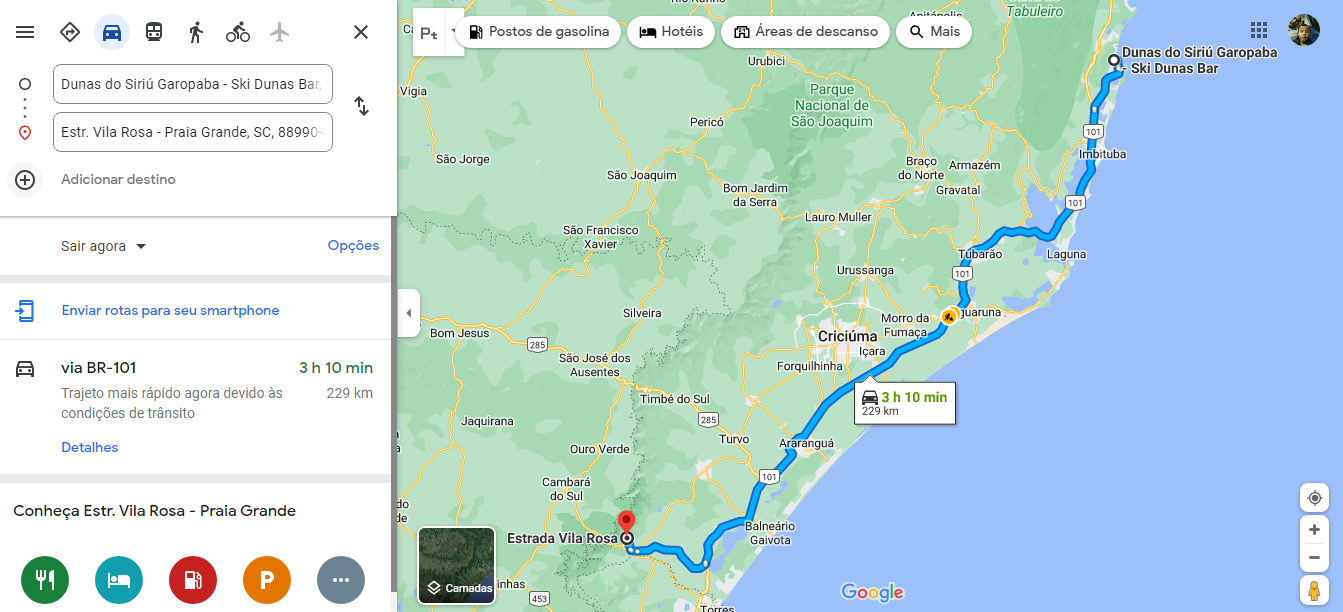 Dunas do Siriú Garopaba - Ski Dunas Bar,
Estr. Vila Rosa - Praia Grande, SC, 88990-
Adicionar destino
Sair agora
Opções
Enviar rotas para seu smartphone
via BR-101
3 h 10 min
Trajeto mais rápido agora devido às
condições de trânsito
229 km
Detalhes
Conheça Estr. Vila Rosa - Praia Grande
P
Pt
Postos de gasolina
Hotéis
Áreas de descanso
Mais
Anitápolis
Tabuleiro
Urubici
Dunas do Siriú Garopaba
- Ski Dunas Bar
Vigia
Parque
Nacional de
São Joaquim
Pericó
101
Imbituba
São Jorge
São Joaquim
Braço
do Norte
Armazém
Gravatal
Bom Jardim
da Serra
101
Lauro Muller
São Francisco
Xavier
Tubarão
Laguna
Urussanga
101
Silveira
Morro da
Fumaça
guaruna
Bom Jesus
285
Criciúma
Içara
São José dos
Ausentes
Forquilhinha
3 h 10 min
229 km
Timbé do Sul
285
Jaquirana
Turvo
Araranguá
Ouro Verde
101
Cambará
do Sul
do
de
Estrada Vila Rosa
Balneário
Gaivota
Camadas
inhas
453
Torres
Google